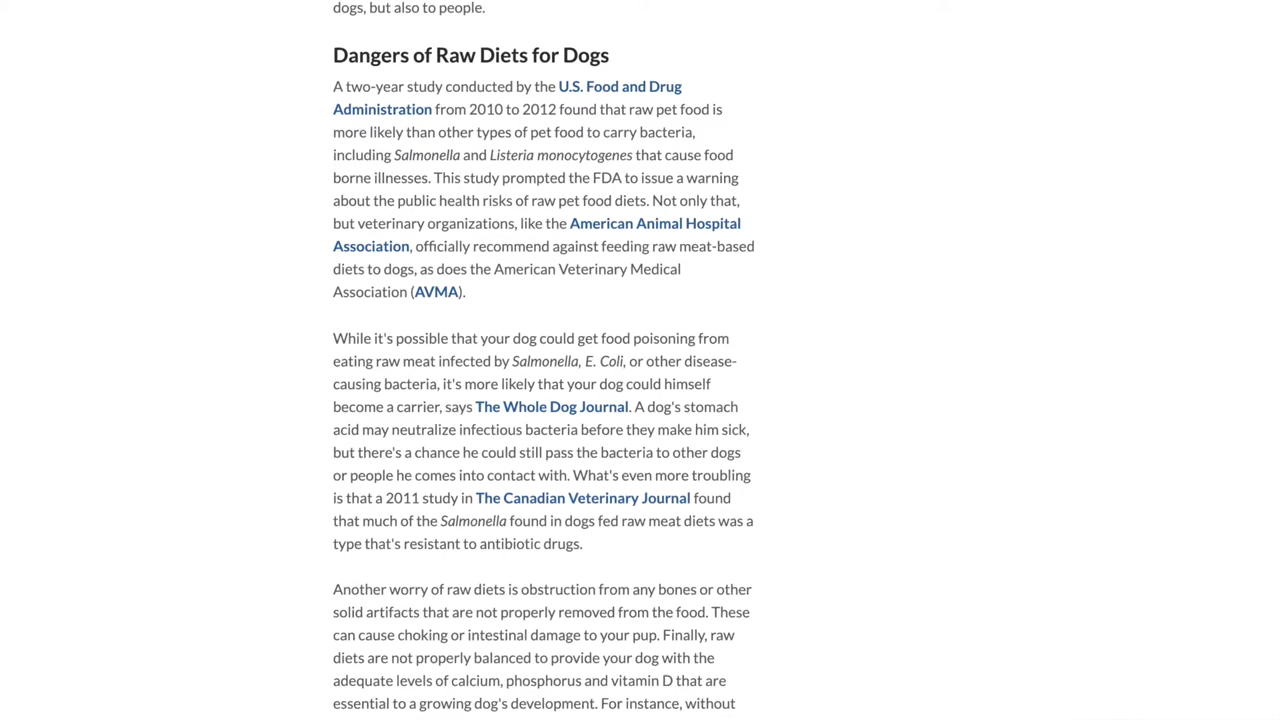 dogs, but also to people.
Dangers of Raw Diets for Dogs
A two-year study conducted by the U.S. Food and Drug
Administration from 2010 to 2012 found that raw pet food is
more likely than other types of pet food to carry bacteria,
including Salmonella and Listeria monocytogenes that cause food
borne illnesses. This study prompted the FDA to issue a warning
about the public health risks of raw pet food diets. Not only that,
but veterinary organizations, like the American Animal Hospital
Association, officially recommend against feeding raw meat-based
diets to dogs, as does the American Veterinary Medical
Association (AVMA).
While it's possible that your dog could get food poisoning from
eating raw meat infected by Salmonella, E. Coli, or other disease-
causing bacteria, it's more likely that your dog could himself
become a carrier, says The Whole Dog Journal. A dog's stomach
acid may neutralize infectious bacteria before they make him sick,
but there's a chance he could still pass the bacteria to other dogs
or people he comes into contact with. What's even more troubling
is that a 2011 study in The Canadian Veterinary Journal found
that much of the Salmonella found in dogs fed raw meat diets was a
type that's resistant to antibiotic drugs.
Another worry of raw diets is obstruction from any bones or other
solid artifacts that are not properly removed from the food. These
can cause choking or intestinal damage to your pup. Finally, raw
diets are not properly balanced to provide your dog with the
adequate levels of calcium, phosphorus and vitamin D that are
essential to a growing dog's development. For instance, without